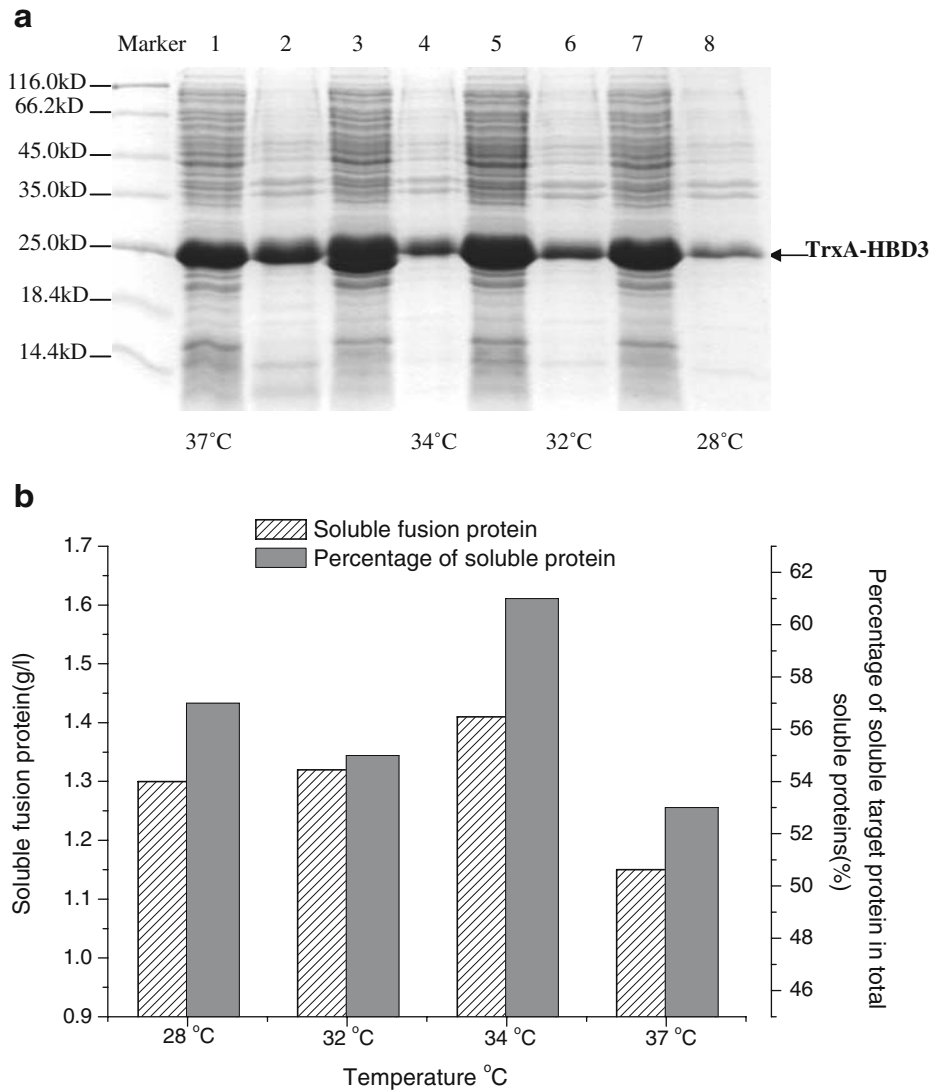 a
Marker 1 2 3 4 5 6 7 8
116.0kD
66.2kD
45.0kD
35.0kD
25.0kD
18.4kD
14.4kD
TrxA-HBD3
37°C 34°C 32°C 28°C
b
Soluble fusion protein
Percentage of soluble protein
1.7
1.6
1.5
1.4
1.3
1.2
1.1
1.0
0.9
Soluble fusion protein(g/l)
62
60
58
56
54
52
50
48
46
Percentage of soluble target protein in total
soluble proteins(%)
28 °C 32 °C 34 °C 37 °C
Temperature °C